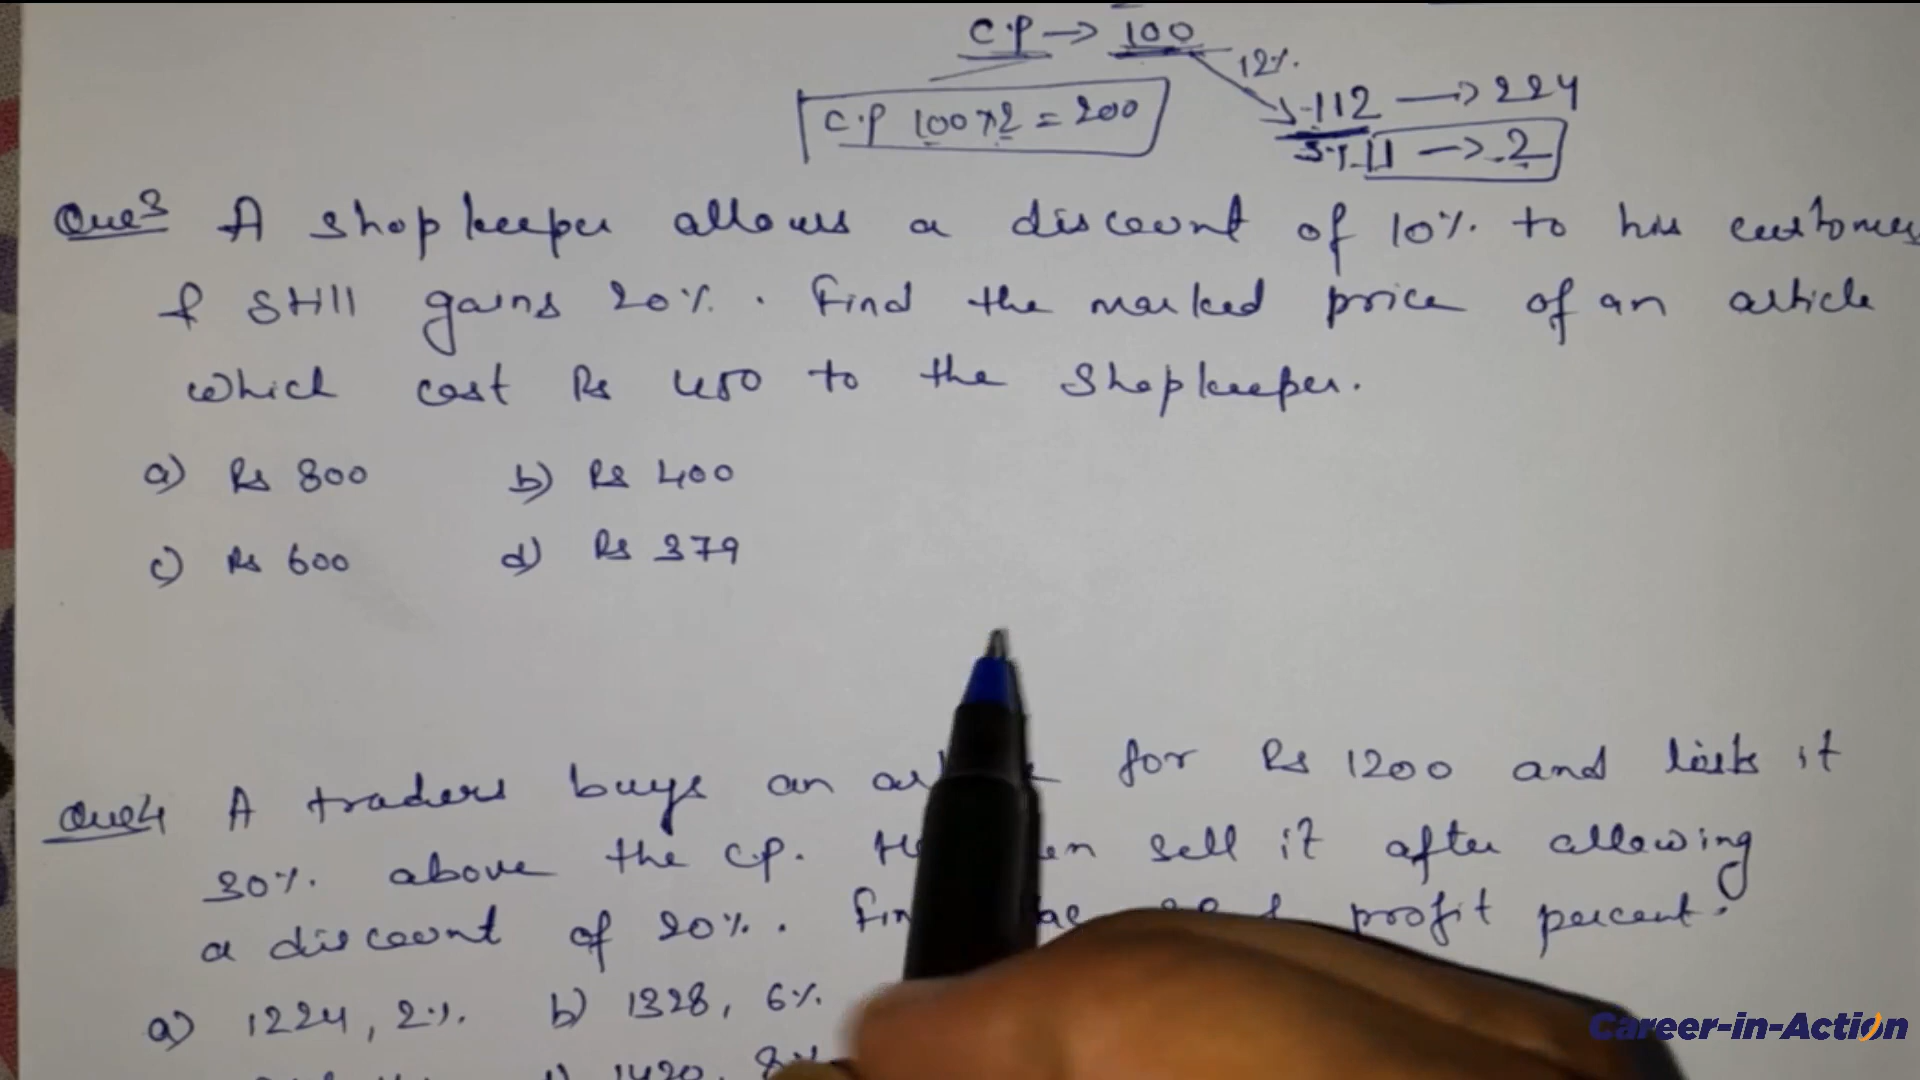 C.P → 100
12%.
112 → 224
C.P 100×2 = 200
1 → 2
Que3 A shopkeeper allows a discount of 10%. to his customers
& still gains 20%. Find the marked price of an article
which cost Rs 450 to the shopkeeper.
a) Rs 800 b) Rs 400
c) Rs 600 d) Rs 379
Que4 A traders buys an for Rs 1200 and lists it
30%. above the C.P. sell it after allowing
a discount of 20%. profit percent.
a) 1224, 2%. b) 1328, 6%.
1420, 8%
Career-in-Action